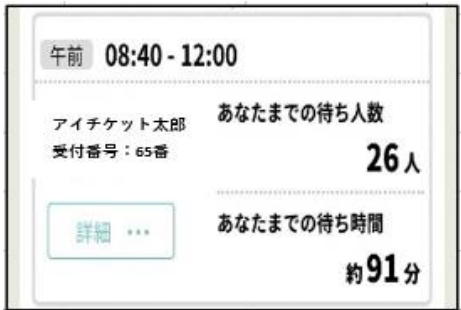 午前 08:40 - 12:00
アイチケット太郎
受付番号：65番
あなたまでの待ち人数
26人
詳細 …
あなたまでの待ち時間
約91分